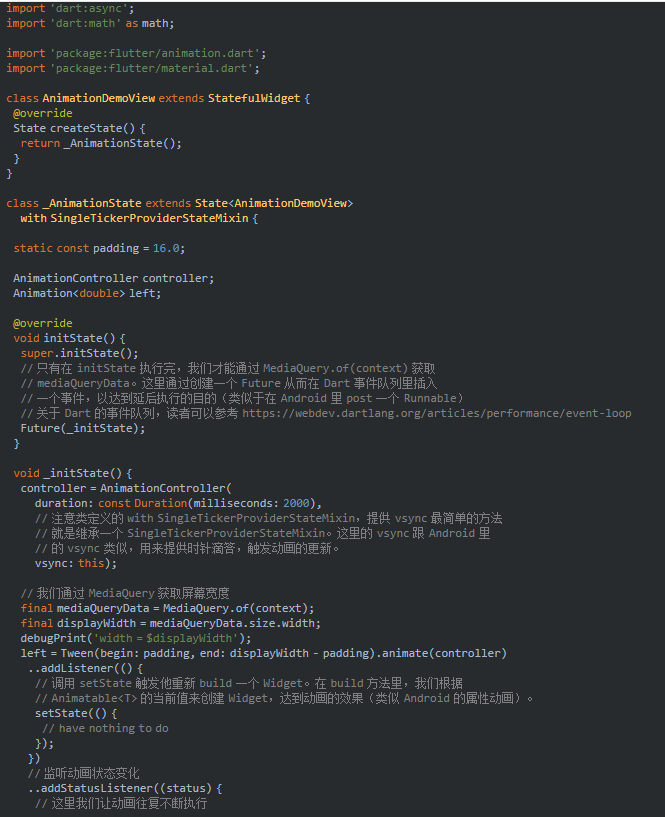 import 'dart:async';
import 'dart:math' as math;
import 'package:flutter/animation.dart';
import 'package:flutter/material.dart';
class AnimationDemoView extends StatefulWidget {
@override
State createState() {
return _AnimationState();
}
}
class _AnimationState extends State<AnimationDemoView>
with SingleTickerProviderStateMixin {
static const padding = 16.0;
AnimationController controller;
Animation<double> left;
@override
void initState() {
super.initState();
// 只有在 initState 执行完，我们才能通过 MediaQuery.of(context) 获取
// mediaQueryData。这里通过创建一个 Future 从而在 Dart 事件队列里插入
// 一个事件，以达到延后执行的目的（类似于在 Android 里 post 一个 Runnable）
// 关于 Dart 的事件队列，读者可以参考 https://webdev.dartlang.org/articles/performance/event-loop
Future(_initState);
}
void _initState() {
controller = AnimationController(
duration: const Duration(milliseconds: 2000),
// 注意类定义的 with SingleTickerProviderStateMixin，提供 vsync 最简单的方法
// 就是继承一个 SingleTickerProviderStateMixin。这里的 vsync 跟 Android 里
// 的 vsync 类似，用来提供时针滴答，触发动画的更新。
vsync: this);
// 我们通过 MediaQuery 获取屏幕宽度
final mediaQueryData = MediaQuery.of(context);
final displayWidth = mediaQueryData.size.width;
debugPrint('width = $displayWidth');
left = Tween(begin: padding, end: displayWidth - padding).animate(controller)
..addListener(() {
// 调用 setState 触发他重新 build 一个 Widget。在 build 方法里，我们根据
// Animatable<T> 的当前值来创建 Widget，达到动画的效果（类似 Android 的属性动画）。
setState(() {
// have nothing to do
});
})
// 监听动画状态变化
..addStatusListener((status) {
// 这里我们让动画往复不断执行